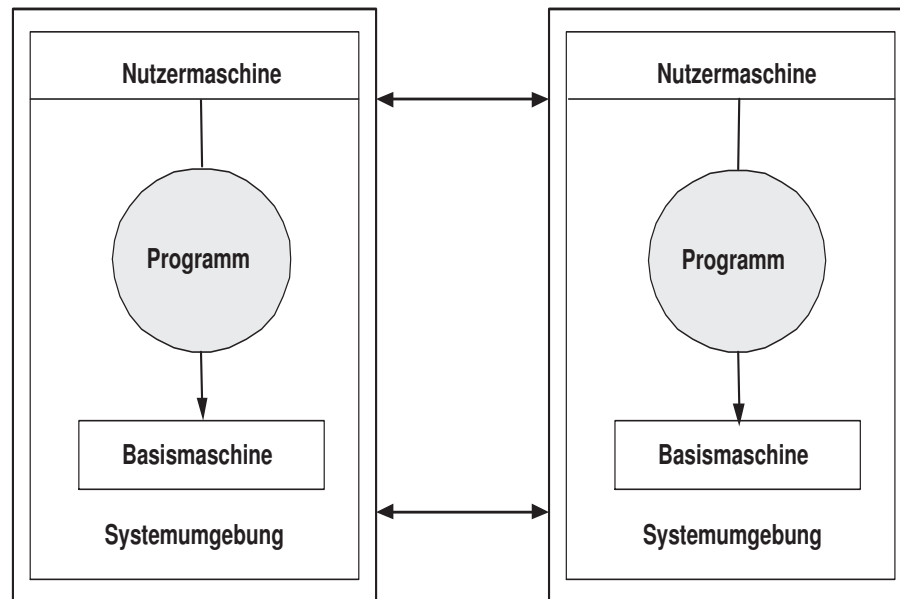 Nutzermaschine
Programm
Basismaschine
Systemumgebung
Nutzermaschine
Programm
Basismaschine
Systemumgebung